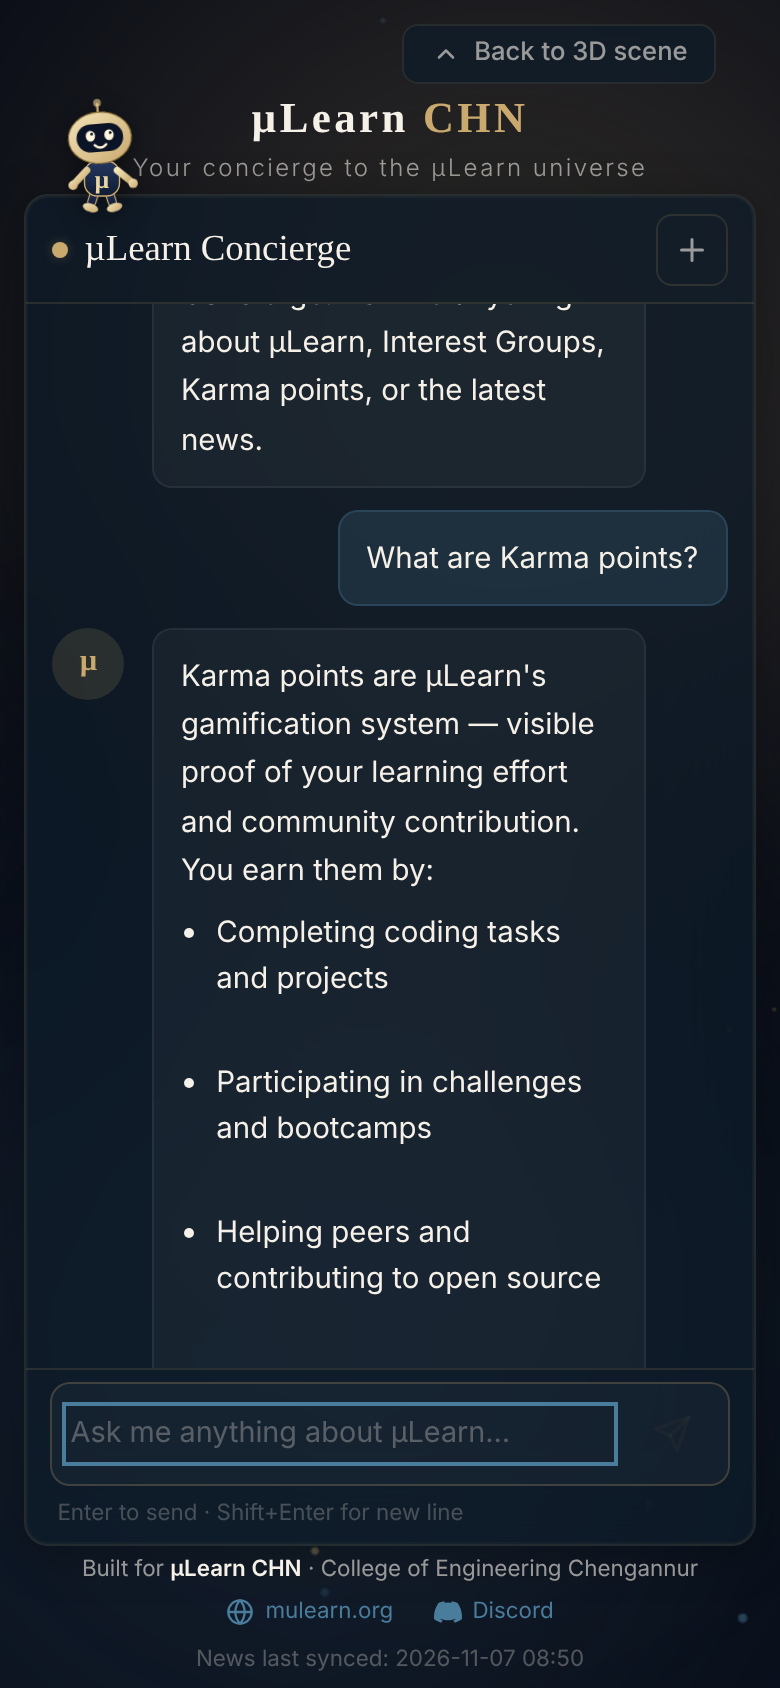 Back to 3D scene
µLearn CHN
Your concierge to the µLearn universe
µ
µLearn Concierge
about µLearn, Interest Groups,
Karma points, or the latest
news.
What are Karma points?
µ
Karma points are µLearn's
gamification system — visible
proof of your learning effort
and community contribution.
You earn them by:
• Completing coding tasks
and projects
• Participating in challenges
and bootcamps
• Helping peers and
contributing to open source
Ask me anything about µLearn...
Enter to send · Shift+Enter for new line
Built for µLearn CHN · College of Engineering Chengannur
mulearn.org Discord
News last synced: 2026-11-07 08:50